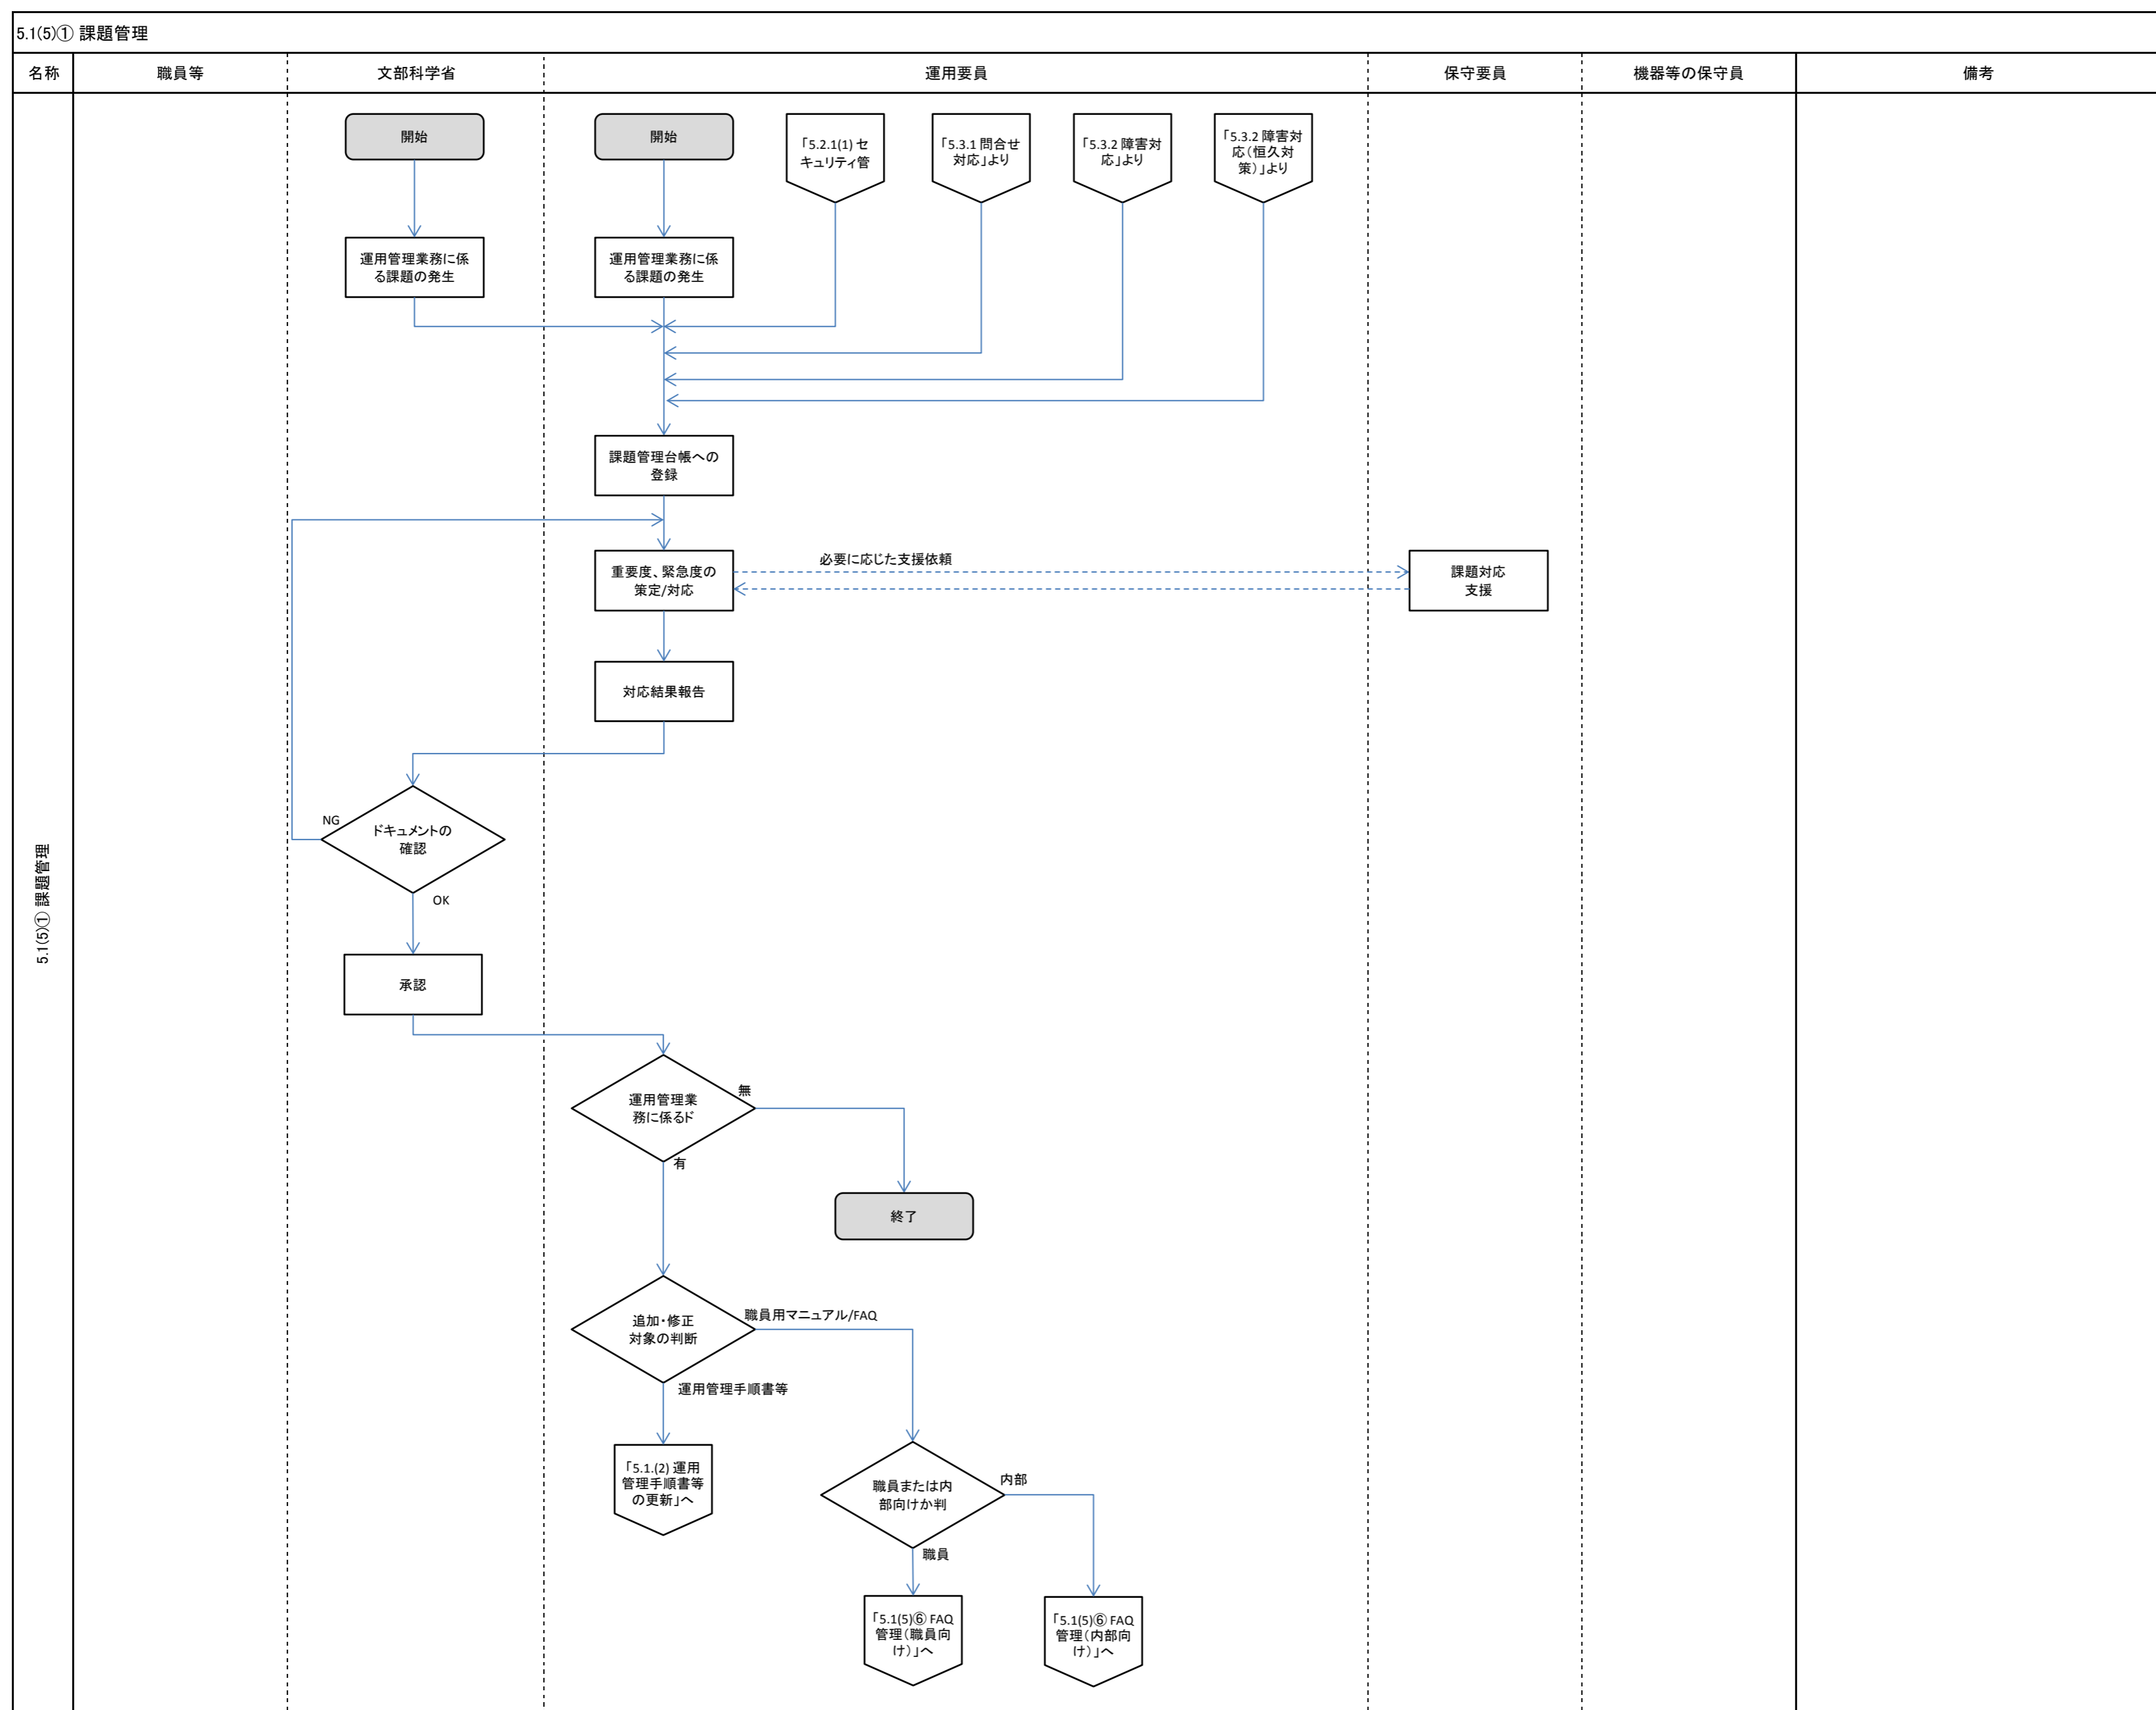 5.1(5)① 課題管理
名称
職員等
文部科学省
運用要員
保守要員
機器等の保守員
備考
開始
開始
「5.2.1(1) セ
キュリティ管
「5.3.1 問合せ
対応」より
「5.3.2 障害対
応」より
「5.3.2 障害対
応（恒久対
策）」より
運用管理業務に係
る課題の発生
運用管理業務に係
る課題の発生
課題管理台帳への
登録
重要度、緊急度の
策定/対応
必要に応じた支援依頼
課題対応
支援
対応結果報告
NG
ドキュメントの
確認
OK
5.1(5)① 課題管理
承認
運用管理業
務に係るド
無
有
終了
追加・修正
対象の判断
職員用マニュアル/FAQ
運用管理手順書等
「5.1.(2) 運用
管理手順書等
の更新」へ
職員または内
部向けか判
内部
職員
「5.1(5)⑥ FAQ
管理（職員向
け）」へ
「5.1(5)⑥ FAQ
管理（内部向
け）」へ